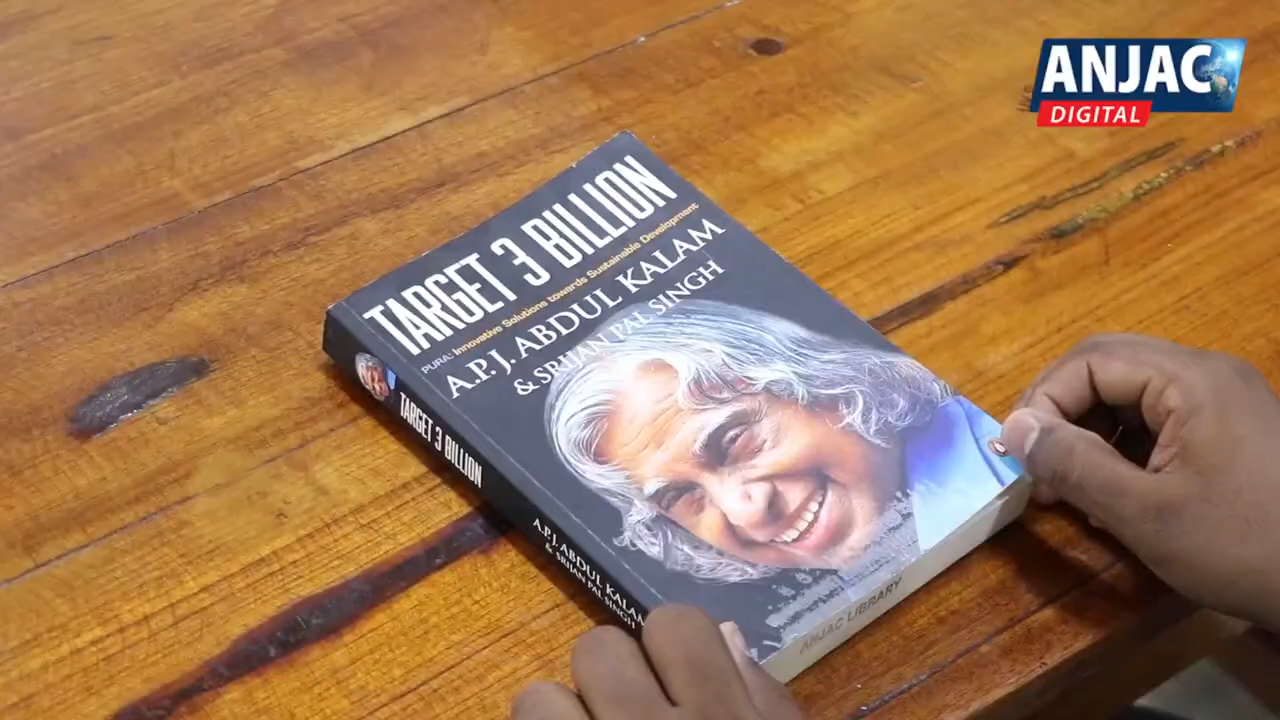 ANJAC
DIGITAL
TARGET 3 BILLION
PURA: Innovative Solutions towards Sustainable Development
A.P.J. ABDUL KALAM
& SRIJAN PAL SINGH
TARGET 3 BILLION
A.P.J. ABDUL KALAM
& SRIJAN PAL SINGH
ANJAC LIBRARY